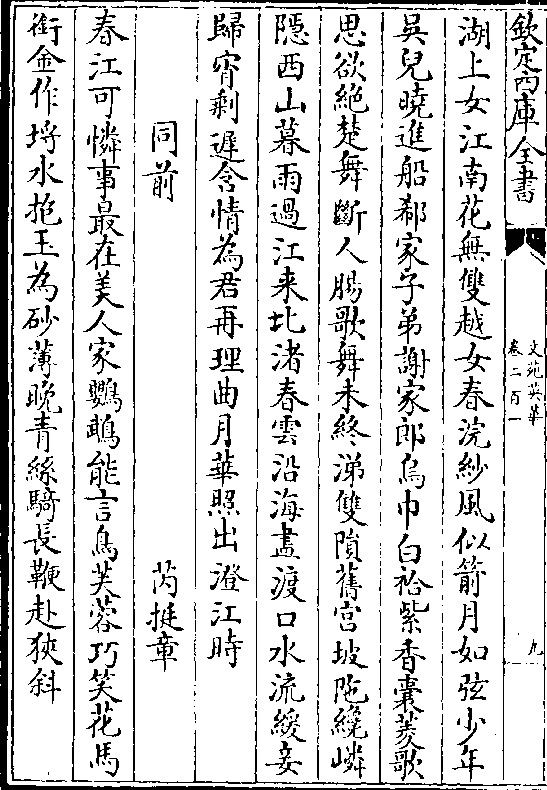 欽定四庫全書
文苑英華
卷二百一
九
湖上女江南花無雙越女春浣紗風似箭月如弦少年
吳兒曉進船郗家子弟謝家郎烏巾白袷紫香囊菱歌
思欲絕楚舞斷人腸歌舞未終涕雙隕舊宫坡陁繞嶙
隠西山暮雨過江来北渚春雲沿海盡渡口水流緩妾
歸宵剩遲含情為君再理曲月華照出澄江時
同前
芮挺章
春江可憐事最在美人家鸚鵡能言鳥芙蓉巧笑花馬
銜金作埒水抱玉為砂薄晚青絲騎長鞭赴狹斜